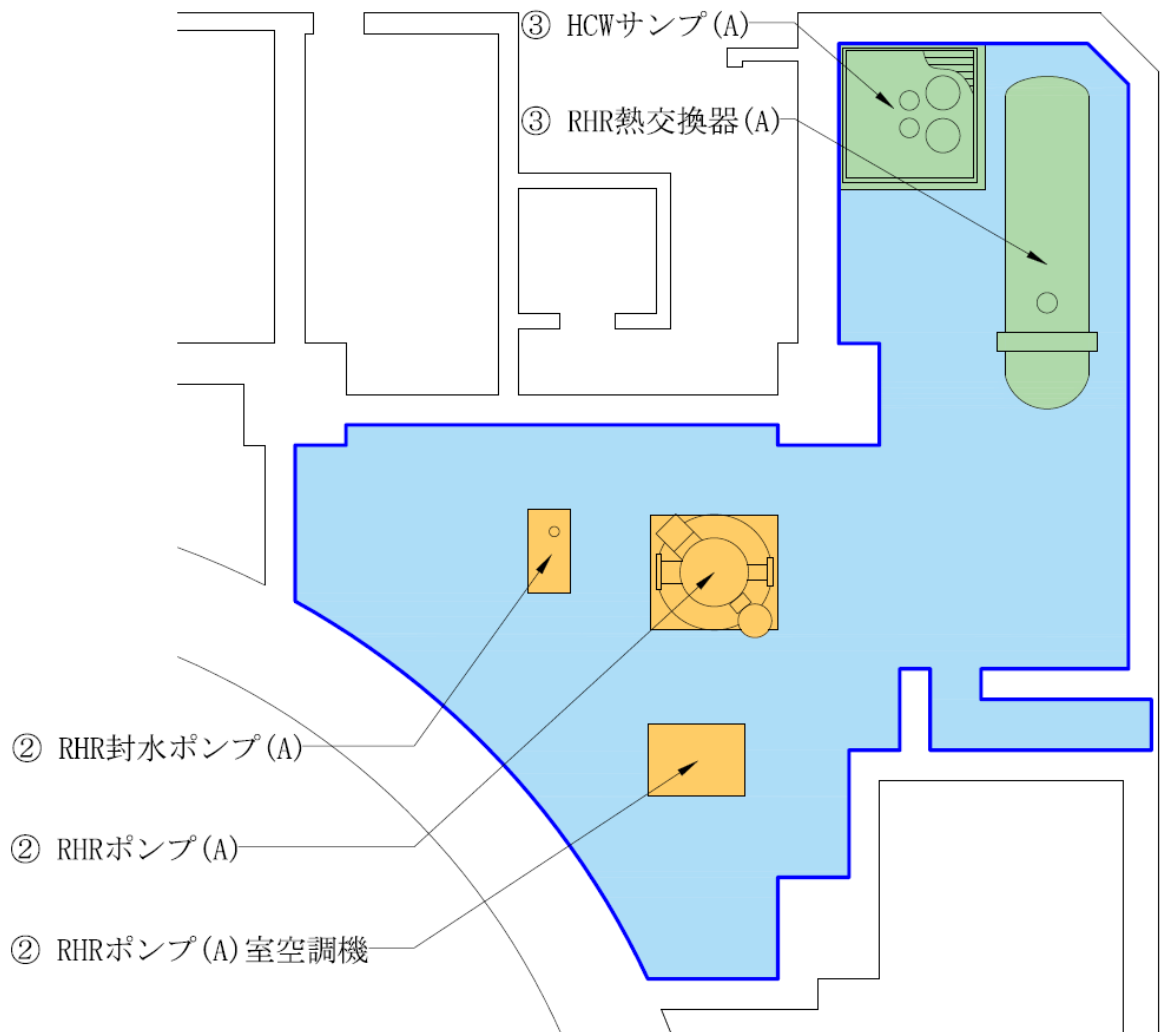 ③ HCWサンプ(A)
③ RHR熱交換器(A)
② RHR封水ポンプ(A)
② RHRポンプ(A)
② RHRポンプ(A)室空調機